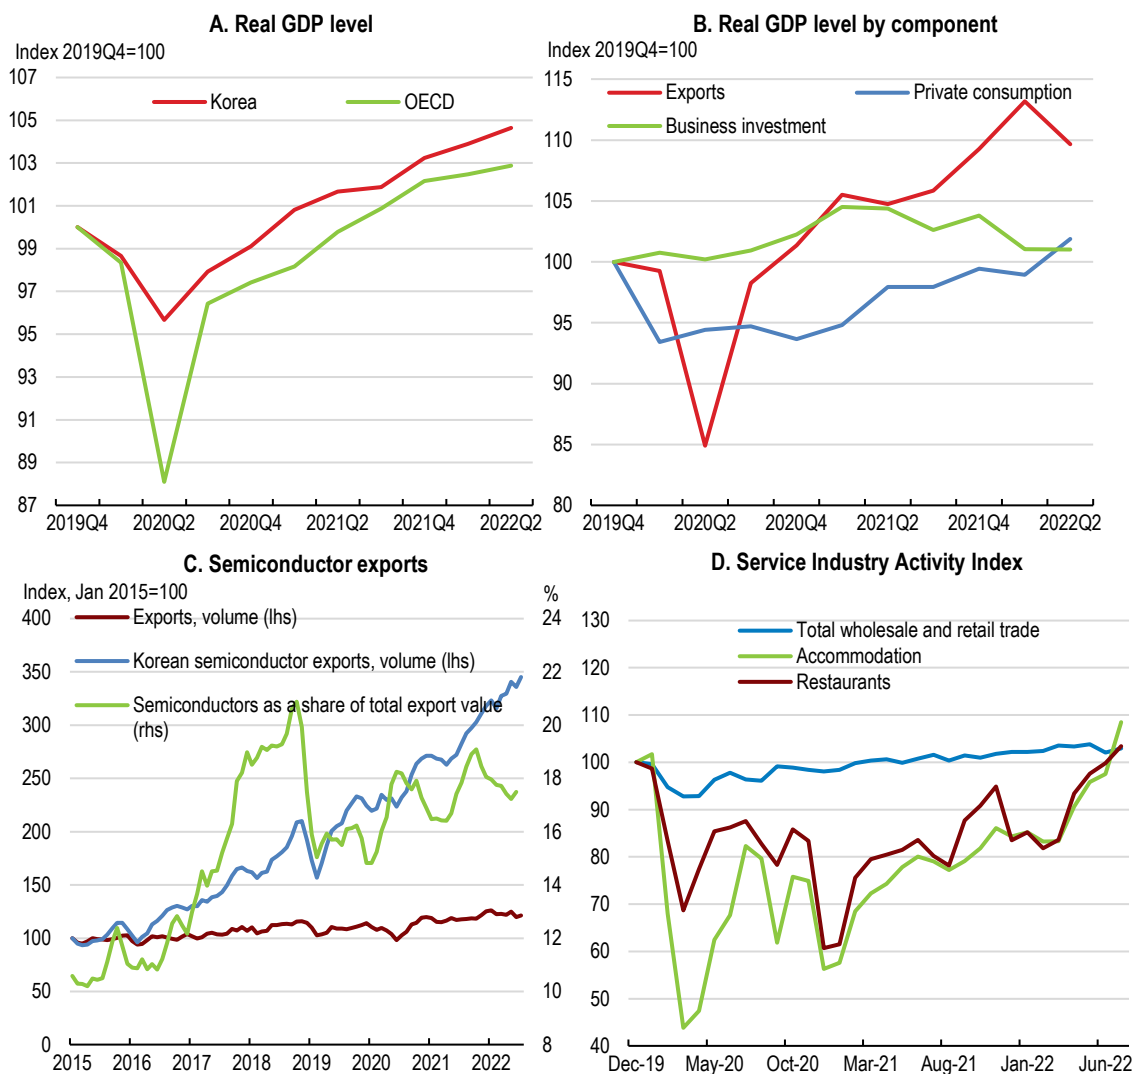 A. Real GDP level
Index 2019Q4=100
107
105
103
101
99
97
95
93
91
89
87
Korea
OECD
2019Q4 2020Q2 2020Q4 2021Q2 2021Q4 2022Q2
B. Real GDP level by component
Index 2019Q4=100
115
110
105
100
95
90
85
80
Exports
Private consumption
Business investment
2019Q4 2020Q2 2020Q4 2021Q2 2021Q4 2022Q2
C. Semiconductor exports
Index, Jan 2015=100
%
400
350
300
250
200
150
100
50
0
Exports, volume (lhs)
Korean semiconductor exports, volume (lhs)
Semiconductors as a share of total export value
(rhs)
24
22
20
18
16
14
12
10
8
2015 2016 2017 2018 2019 2020 2021 2022
D. Service Industry Activity Index
130
120
110
100
90
80
70
60
50
40
Total wholesale and retail trade
Accommodation
Restaurants
Dec-19 May-20 Oct-20 Mar-21 Aug-21 Jan-22 Jun-22